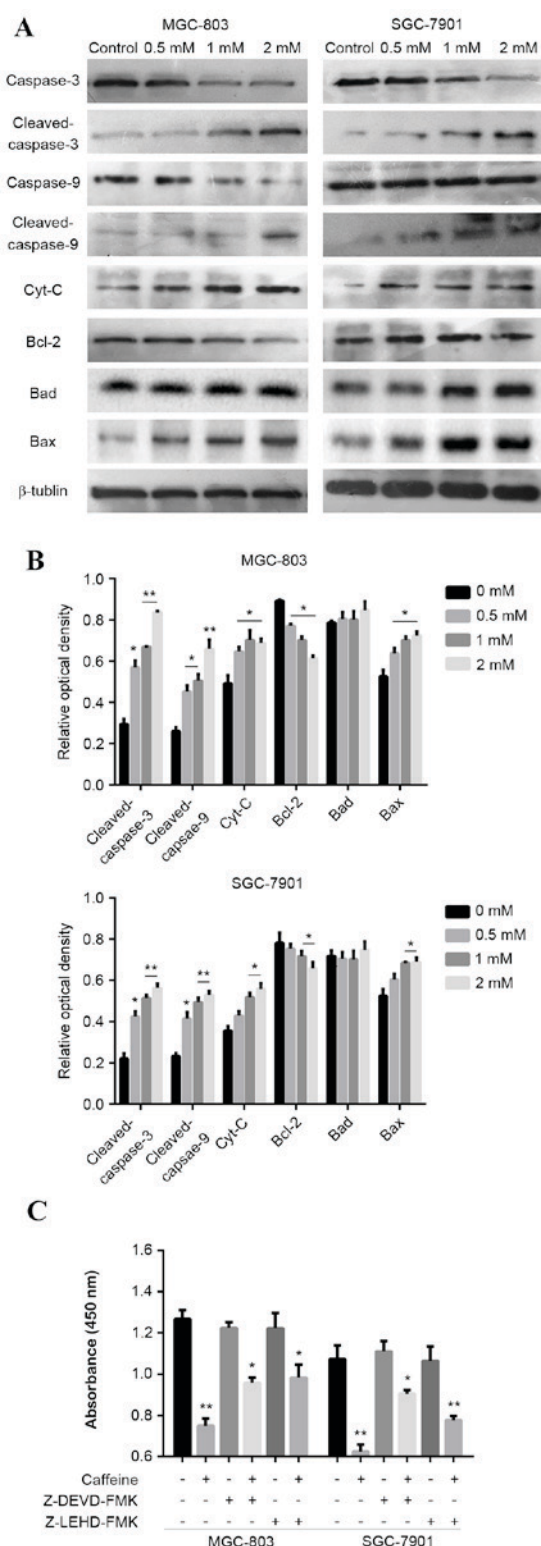 A
MGC-803 SGC-7901
Control 0.5 mM 1 mM 2 mM Control 0.5 mM 1 mM 2 mM
Caspase-3
Cleaved-
caspase-3
Caspase-9
Cleaved-
caspase-9
Cyt-C
Bcl-2
Bad
Bax
β-tublin
B
MGC-803
Relative optical density
1.0
0.8
0.6
0.4
0.2
0.0
* ** * ** * * *
0 mM
0.5 mM
1 mM
2 mM
Cleaved-
caspase-3
Cleaved-
capsae-9
Cyt-C
Bcl-2
Bad
Bax
SGC-7901
Relative optical density
1.0
0.8
0.6
0.4
0.2
0.0
* ** * ** * * *
0 mM
0.5 mM
1 mM
2 mM
Cleaved-
caspase-3
Cleaved-
capsae-9
Cyt-C
Bcl-2
Bad
Bax
C
Absorbance (450 nm)
1.6
1.4
1.2
1.0
0.8
0.6
** * * ** * **
Caffeine - + - + - + - + - + - +
Z-DEVD-FMK - - + + - - - - + + - -
Z-LEHD-FMK - - - - + + - - - - + +
MGC-803 SGC-7901